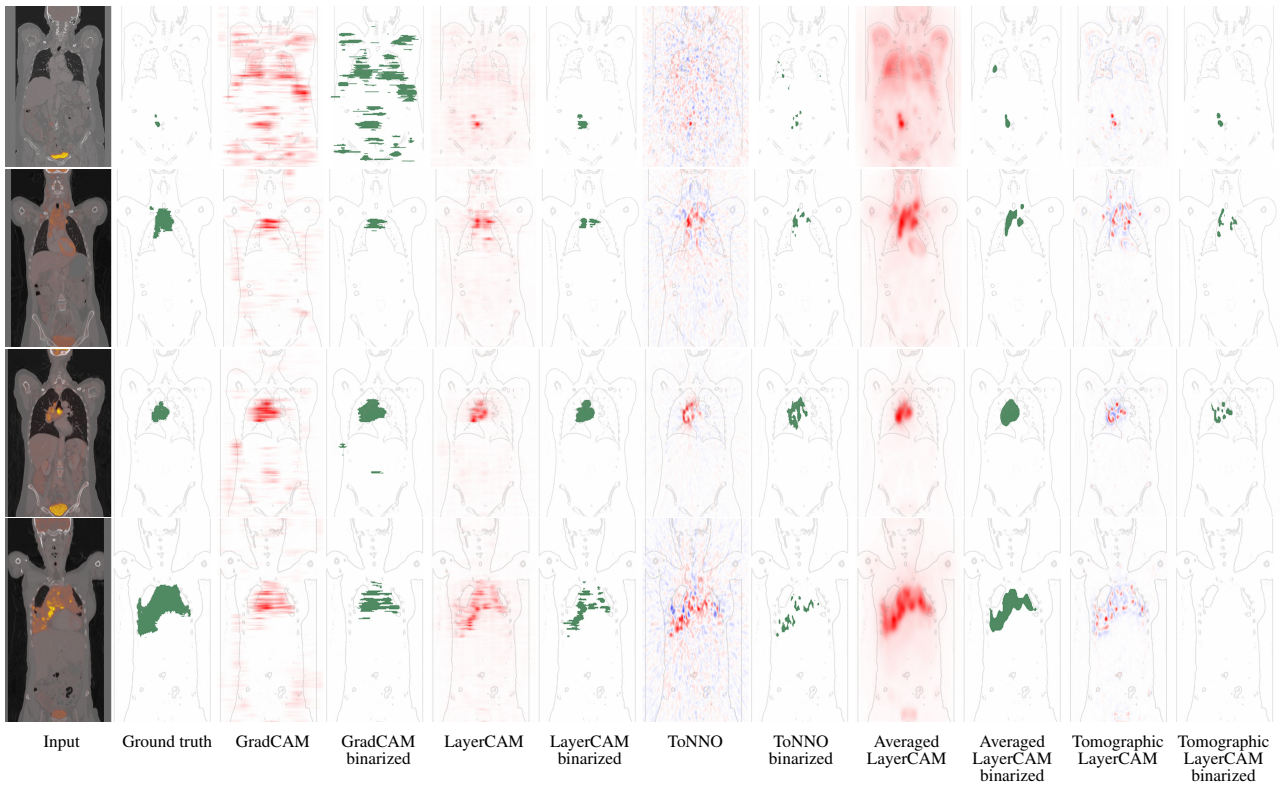 Input
Ground truth
GradCAM
GradCAM
binarized
LayerCAM
LayerCAM
binarized
ToNNO
ToNNO
binarized
Averaged
LayerCAM
Averaged
LayerCAM
binarized
Tomographic
LayerCAM
Tomographic
LayerCAM
binarized